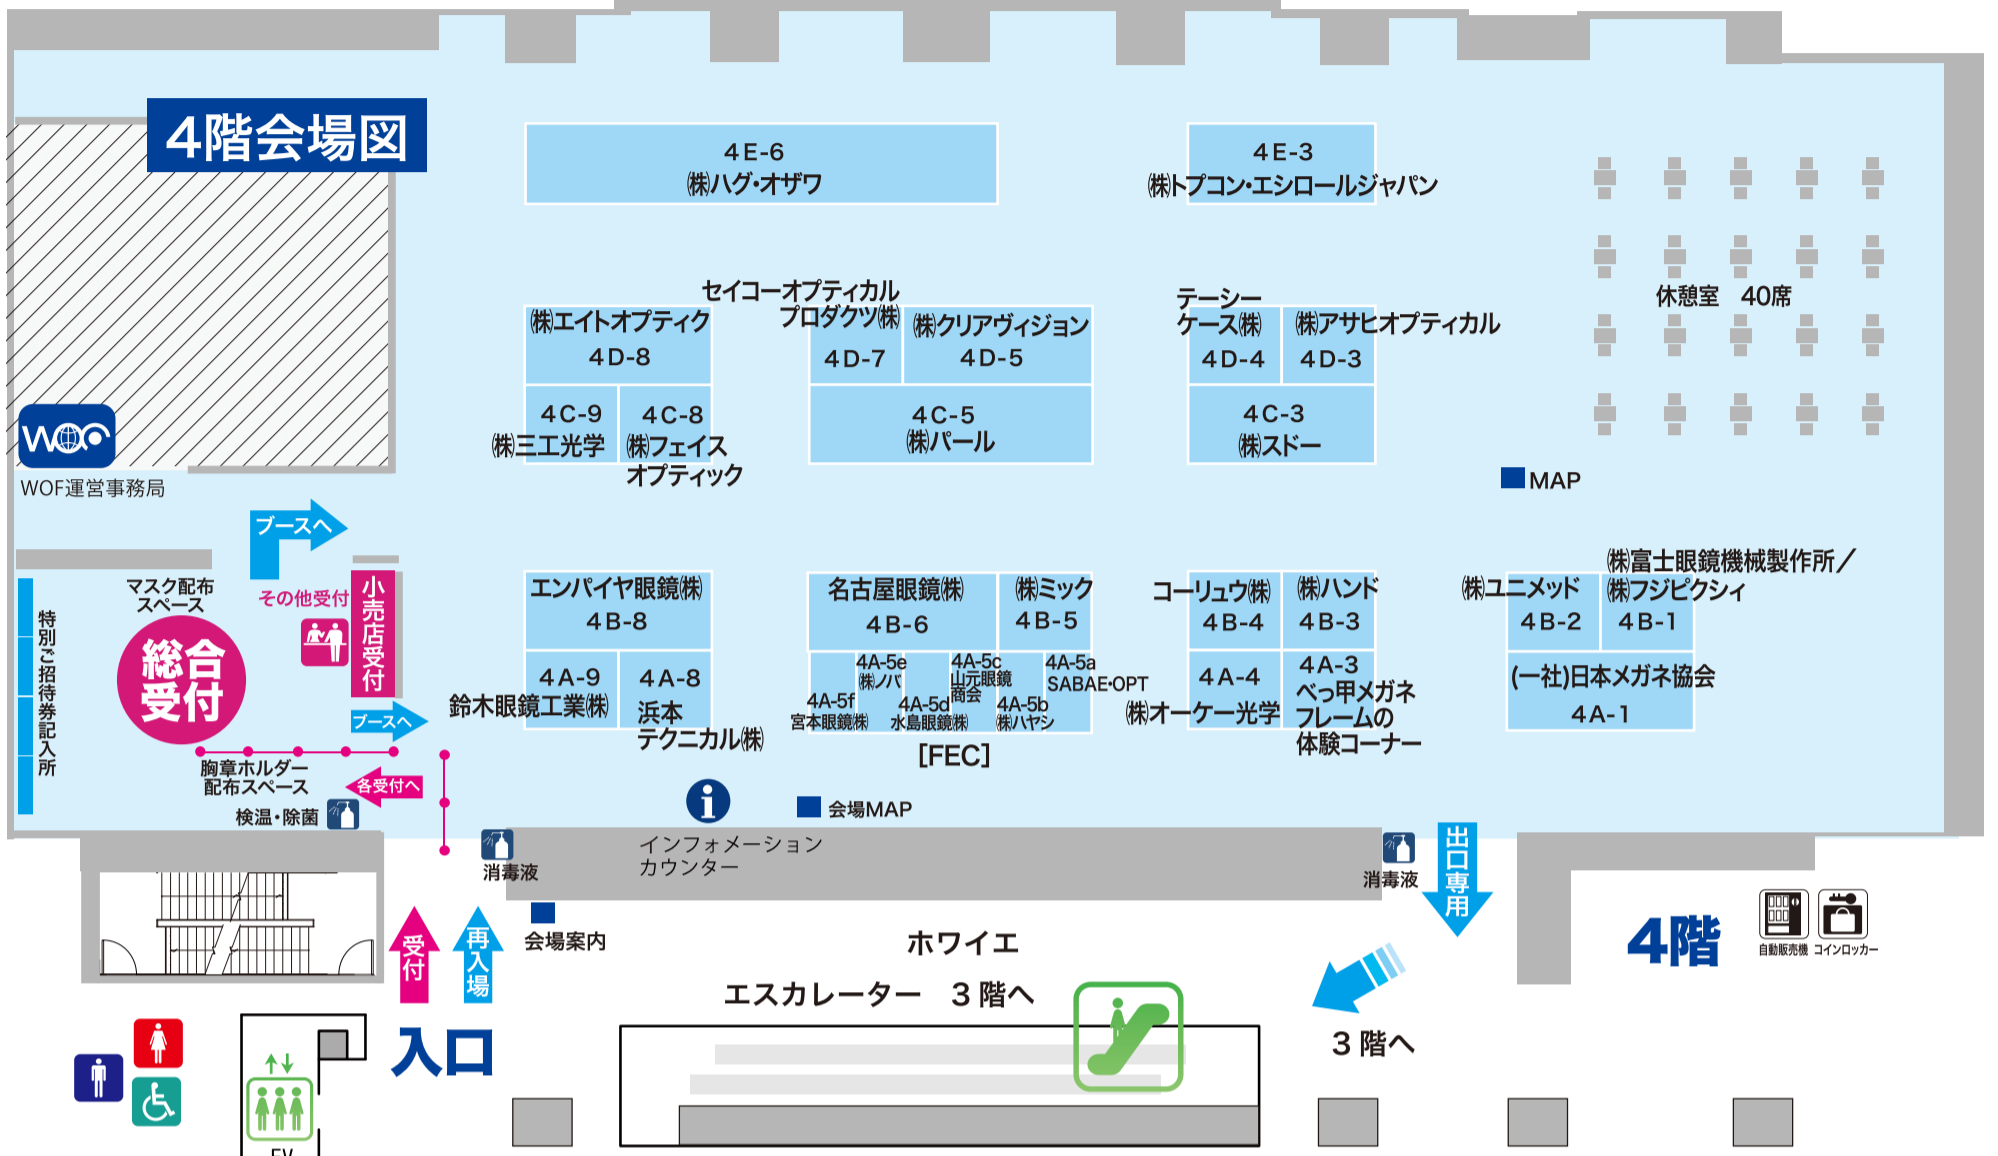 4階会場図
4E-6
㈱ハグ・オザワ
4E-3
㈱トプコン・エシロールジャパン
休憩室　40席
㈱エイトオプティク
4D-8
セイコーオプティカル
プロダクツ㈱
4D-7
㈱クリアヴィジョン
4D-5
テーシー
ケース㈱
4D-4
㈱アサヒオプティカル
4D-3
4C-9
㈱三工光学
4C-8
㈱フェイス
オプティック
4C-5
㈱パール
4C-3
㈱スドー
MAP
WOF
WOF運営事務局
ブースへ
マスク配布
スペース
その他受付
小売店受付
総合
受付
特別ご招待券記入所
ブースへ
胸章ホルダー
配布スペース
各受付へ
検温・除菌
エンパイヤ眼鏡㈱
4B-8
4A-9
鈴木眼鏡工業㈱
4A-8
浜本
テクニカル㈱
名古屋眼鏡㈱
4B-6
㈱ミック
4B-5
4A-5f
宮本眼鏡㈱
4A-5e
㈱ノバ
4A-5d
水島眼鏡㈱
4A-5c
山元眼鏡
商会
4A-5b
㈱ハヤシ
4A-5a
SABAE・OPT
[FEC]
コーリュウ㈱
4B-4
㈱ハンド
4B-3
4A-4
㈱オーケー光学
4A-3
べっ甲メガネ
フレームの
体験コーナー
㈱ユニメッド
4B-2
㈱富士眼鏡機械製作所／
㈱フジピクシィ
4B-1
(一社)日本メガネ協会
4A-1
i
インフォメーション
カウンター
会場MAP
消毒液
消毒液
出口専用
会場案内
受付
再入場
入口
ホワイエ
エスカレーター　3階へ
3階へ
4階
自動販売機
コインロッカー
EV